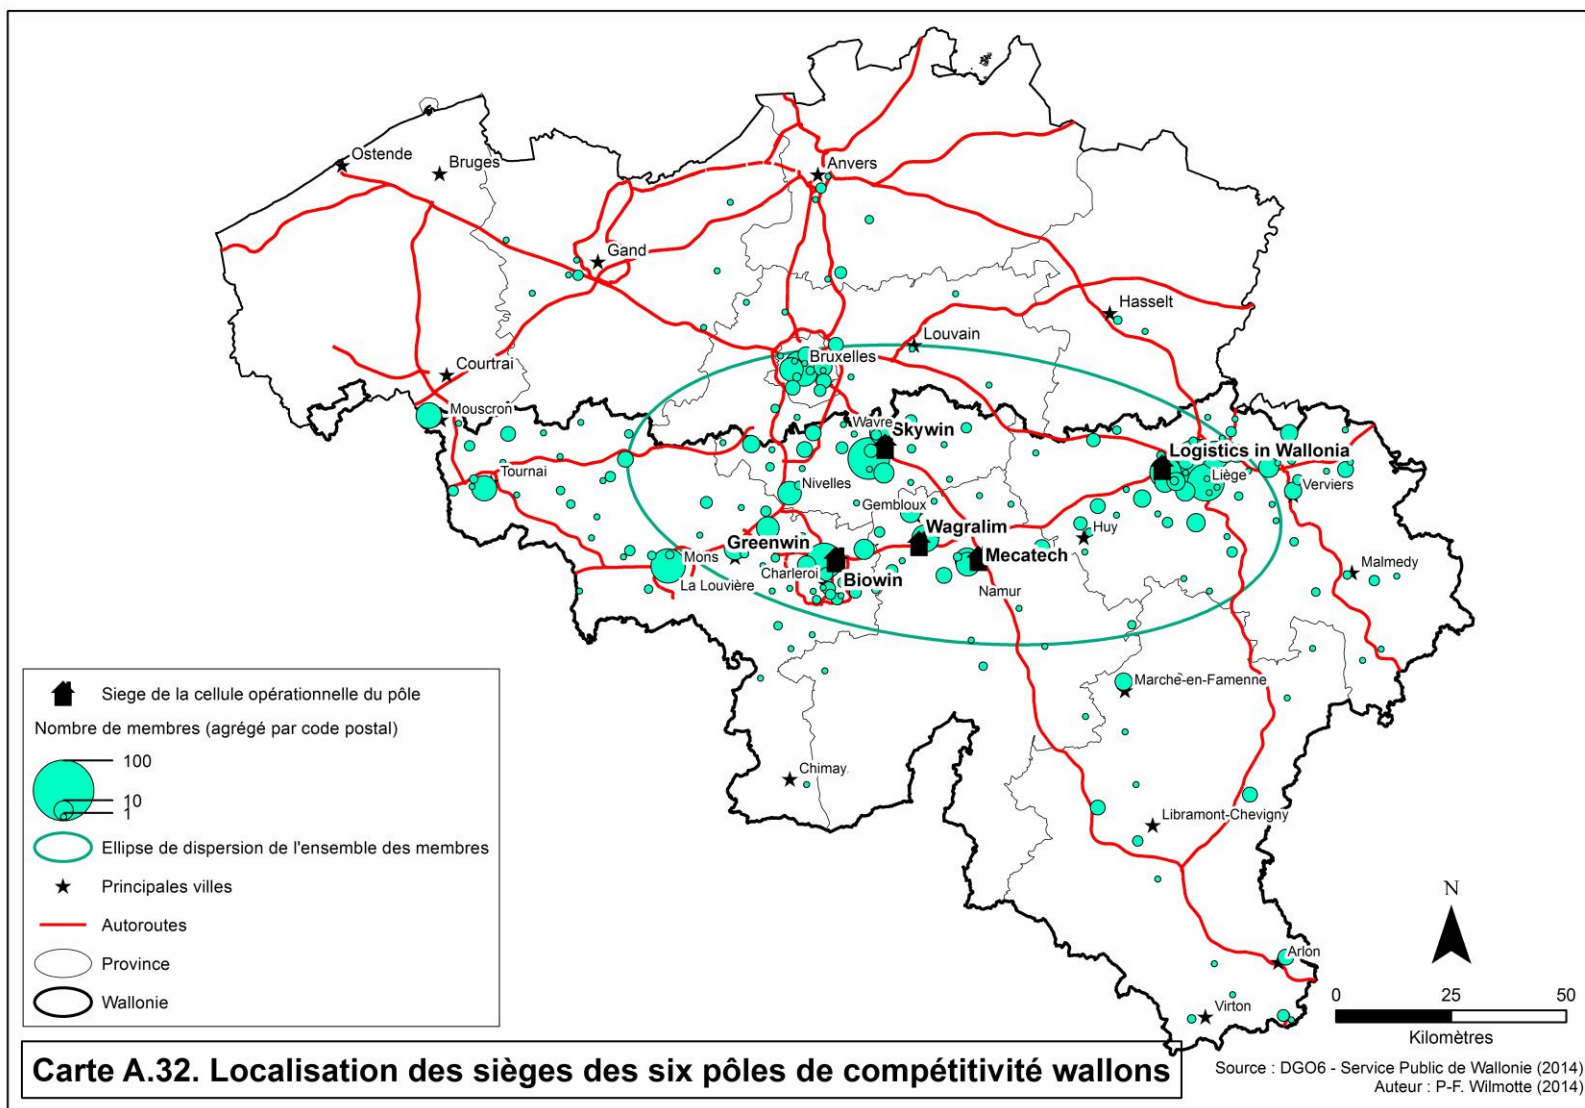 Ostende
Bruges
Anvers
Gand
Hasselt
Louvain
Bruxelles
Courtrai
Mouscron
Wavre
Skywin
Logistics in Wallonia
Tournai
Liège
Verviers
Nivelles
Gembloux
Wagralim
Huy
Greenwin
Mons
Mecatech
Charleroi
Biowin
Malmedy
La Louvière
Namur
Marche-en-Famenne
Chimay
Libramont-Chevigny
Arlon
Virton
Siege de la cellule opérationnelle du pôle
Nombre de membres (agrégé par code postal)
100
10
1
Ellipse de dispersion de l'ensemble des membres
Principales villes
Autoroutes
Province
Wallonie
N
0 25 50
Kilomètres
Carte A.32. Localisation des sièges des six pôles de compétitivité wallons
Source : DGO6 - Service Public de Wallonie (2014)
Auteur : P-F. Wilmotte (2014)